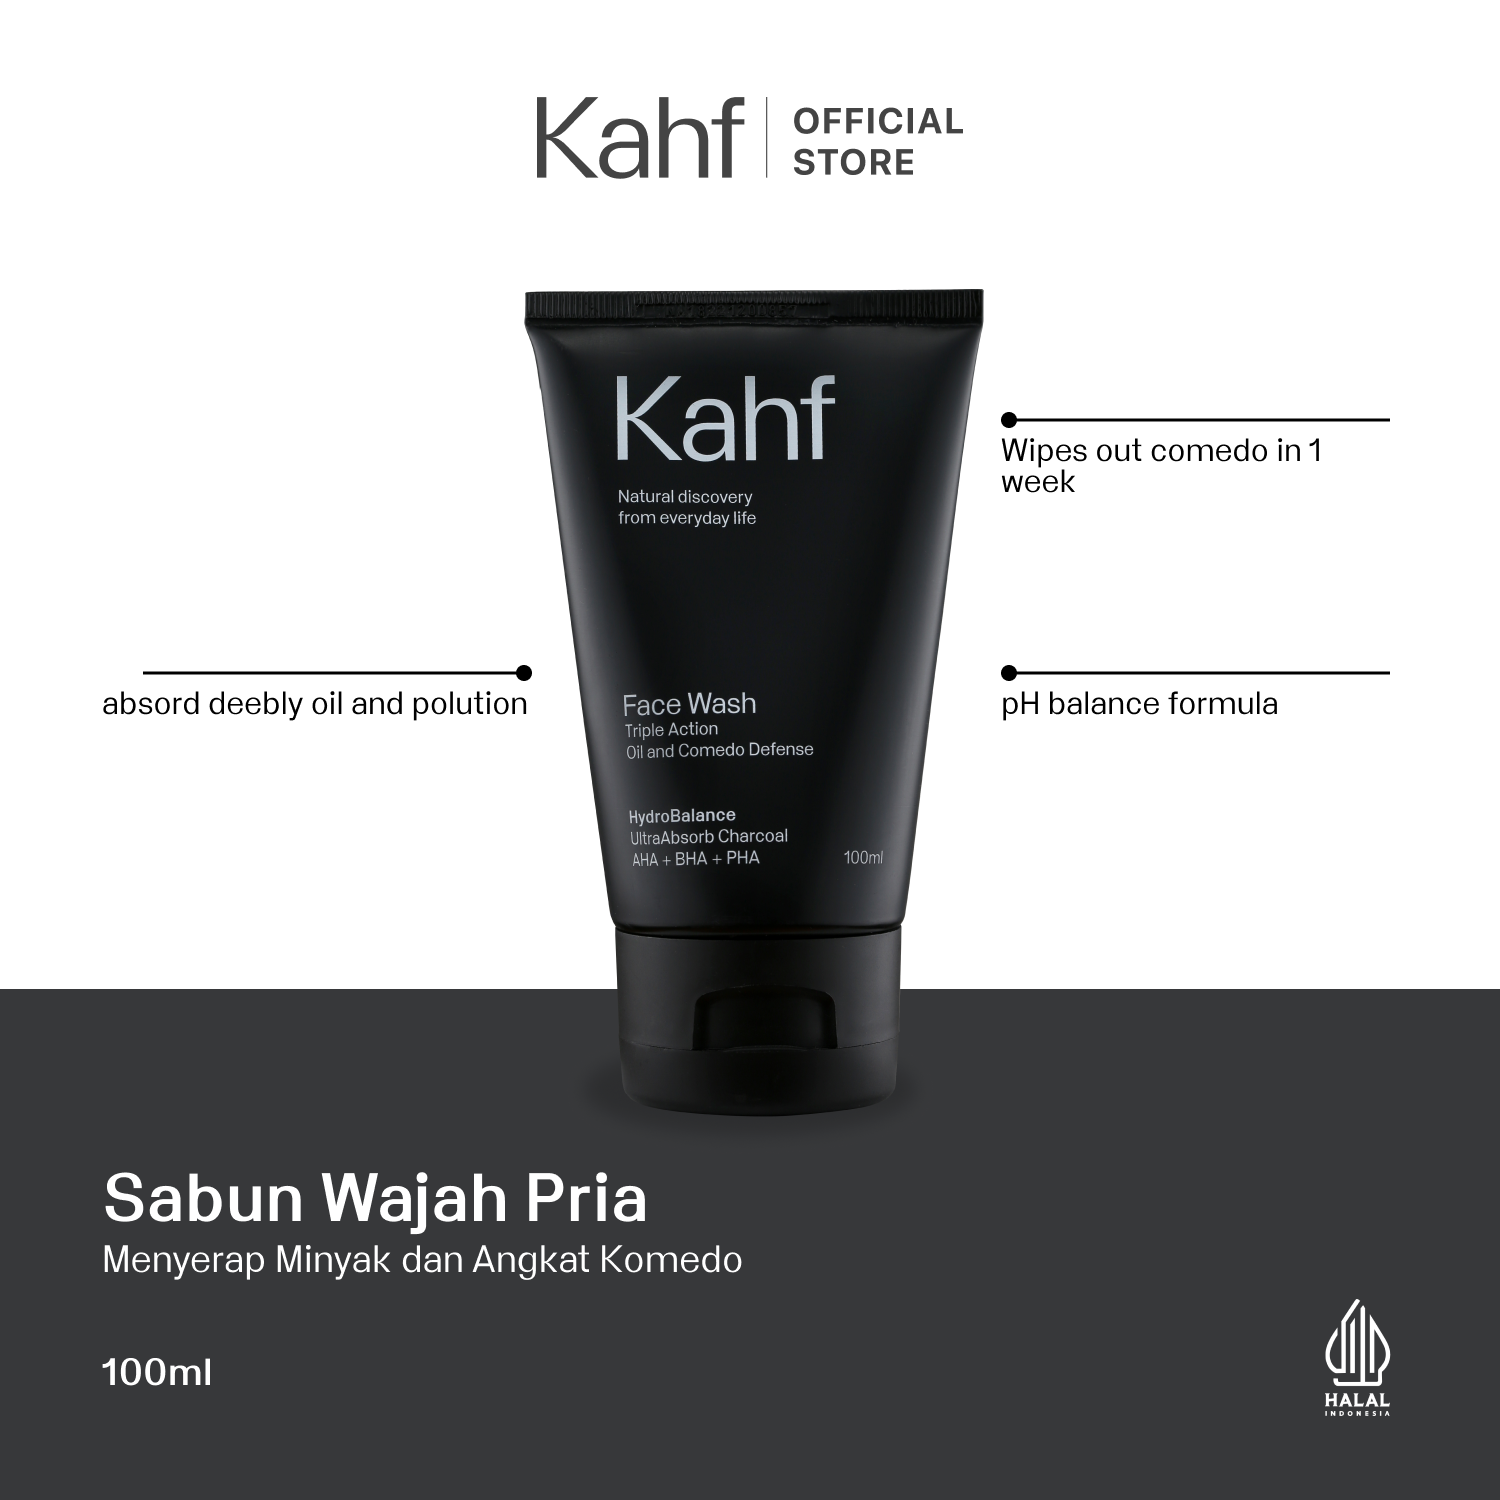 Kahf
OFFICIAL
STORE
Kahf
Natural discovery
from everyday life
Wipes out comedo in 1
week
absord deebly oil and polution
pH balance formula
Face Wash
Triple Action
Oil and Comedo Defense
HydroBalance
UltraAbsorb Charcoal
AHA + BHA + PHA
100ml
Sabun Wajah Pria
Menyerap Minyak dan Angkat Komedo
100ml
HALAL
INDONESIA